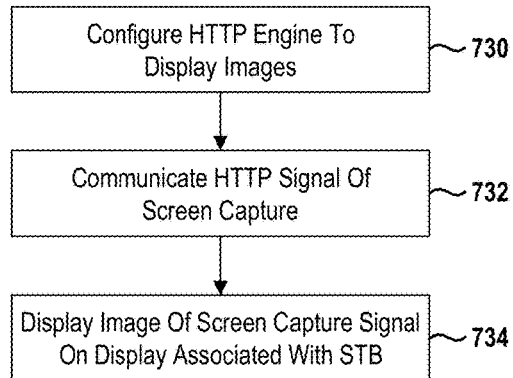 Configure HTTP Engine To
Display Images
730
Communicate HTTP Signal Of
Screen Capture
732
Display Image Of Screen Capture Signal
On Display Associated With STB
734